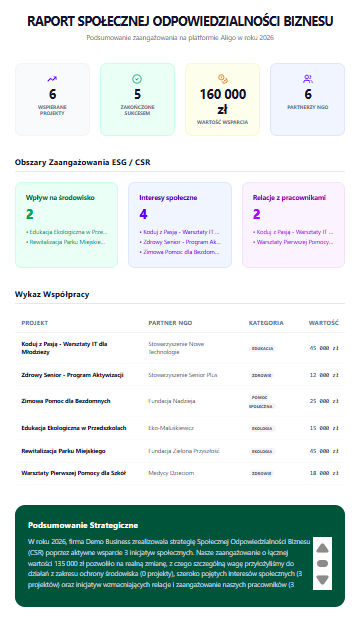 RAPORT SPOŁECZNEJ ODPOWIEDZIALNOŚCI BIZNESU
Podsumowanie zaangażowania na platformie Aligo w roku 2026
6
WSPIERANE
PROJEKTY
5
ZAKOŃCZONE
SUKCESEM
160 000
zł
WARTOŚĆ WSPARCIA
6
PARTNERZY NGO
Obszary Zaangażowania ESG / CSR
Wpływ na środowisko
2
• Edukacja Ekologiczna w Prze...
• Rewitalizacja Parku Miejskie...
Interesy społeczne
4
• Koduj z Pasją - Warsztaty IT ...
• Zdrowy Senior - Program Ak...
• Zimowa Pomoc dla Bezdom...
Relacje z pracownikami
2
• Koduj z Pasją - Warsztaty IT ...
• Warsztaty Pierwszej Pomocy...
Wykaz Współpracy
PROJEKT PARTNER NGO KATEGORIA WARTOŚĆ
Koduj z Pasją - Warsztaty IT dla
Młodzieży
Stowarzyszenie Nowe
Technologie
EDUKACJA
45 000 zł
Zdrowy Senior - Program Aktywizacji Stowarzyszenie Senior Plus ZDROWIE 12 000 zł
Zimowa Pomoc dla Bezdomnych Fundacja Nadzieja
POMOC
SPOŁECZNA
25 000 zł
Edukacja Ekologiczna w Przedszkolach Eko-Maluśkiewicz EKOLOGIA 15 000 zł
Rewitalizacja Parku Miejskiego Fundacja Zielona Przyszłość EKOLOGIA 45 000 zł
Warsztaty Pierwszej Pomocy dla Szkół Medycy Dzieciom ZDROWIE 18 000 zł
Podsumowanie Strategiczne
W roku 2026, firma Demo Business zrealizowała strategię Społecznej Odpowiedzialności Biznesu
(CSR) poprzez aktywne wsparcie 3 inicjatyw społecznych. Nasze zaangażowanie o łącznej
wartości 135 000 zł pozwoliło na realną zmianę, z czego szczególną wagę przyłożyliśmy do
działań z zakresu ochrony środowiska (0 projekty), szeroko pojętych interesów społecznych (3
projektów) oraz inicjatyw wzmacniających relacje i zaangażowanie naszych pracowników (3